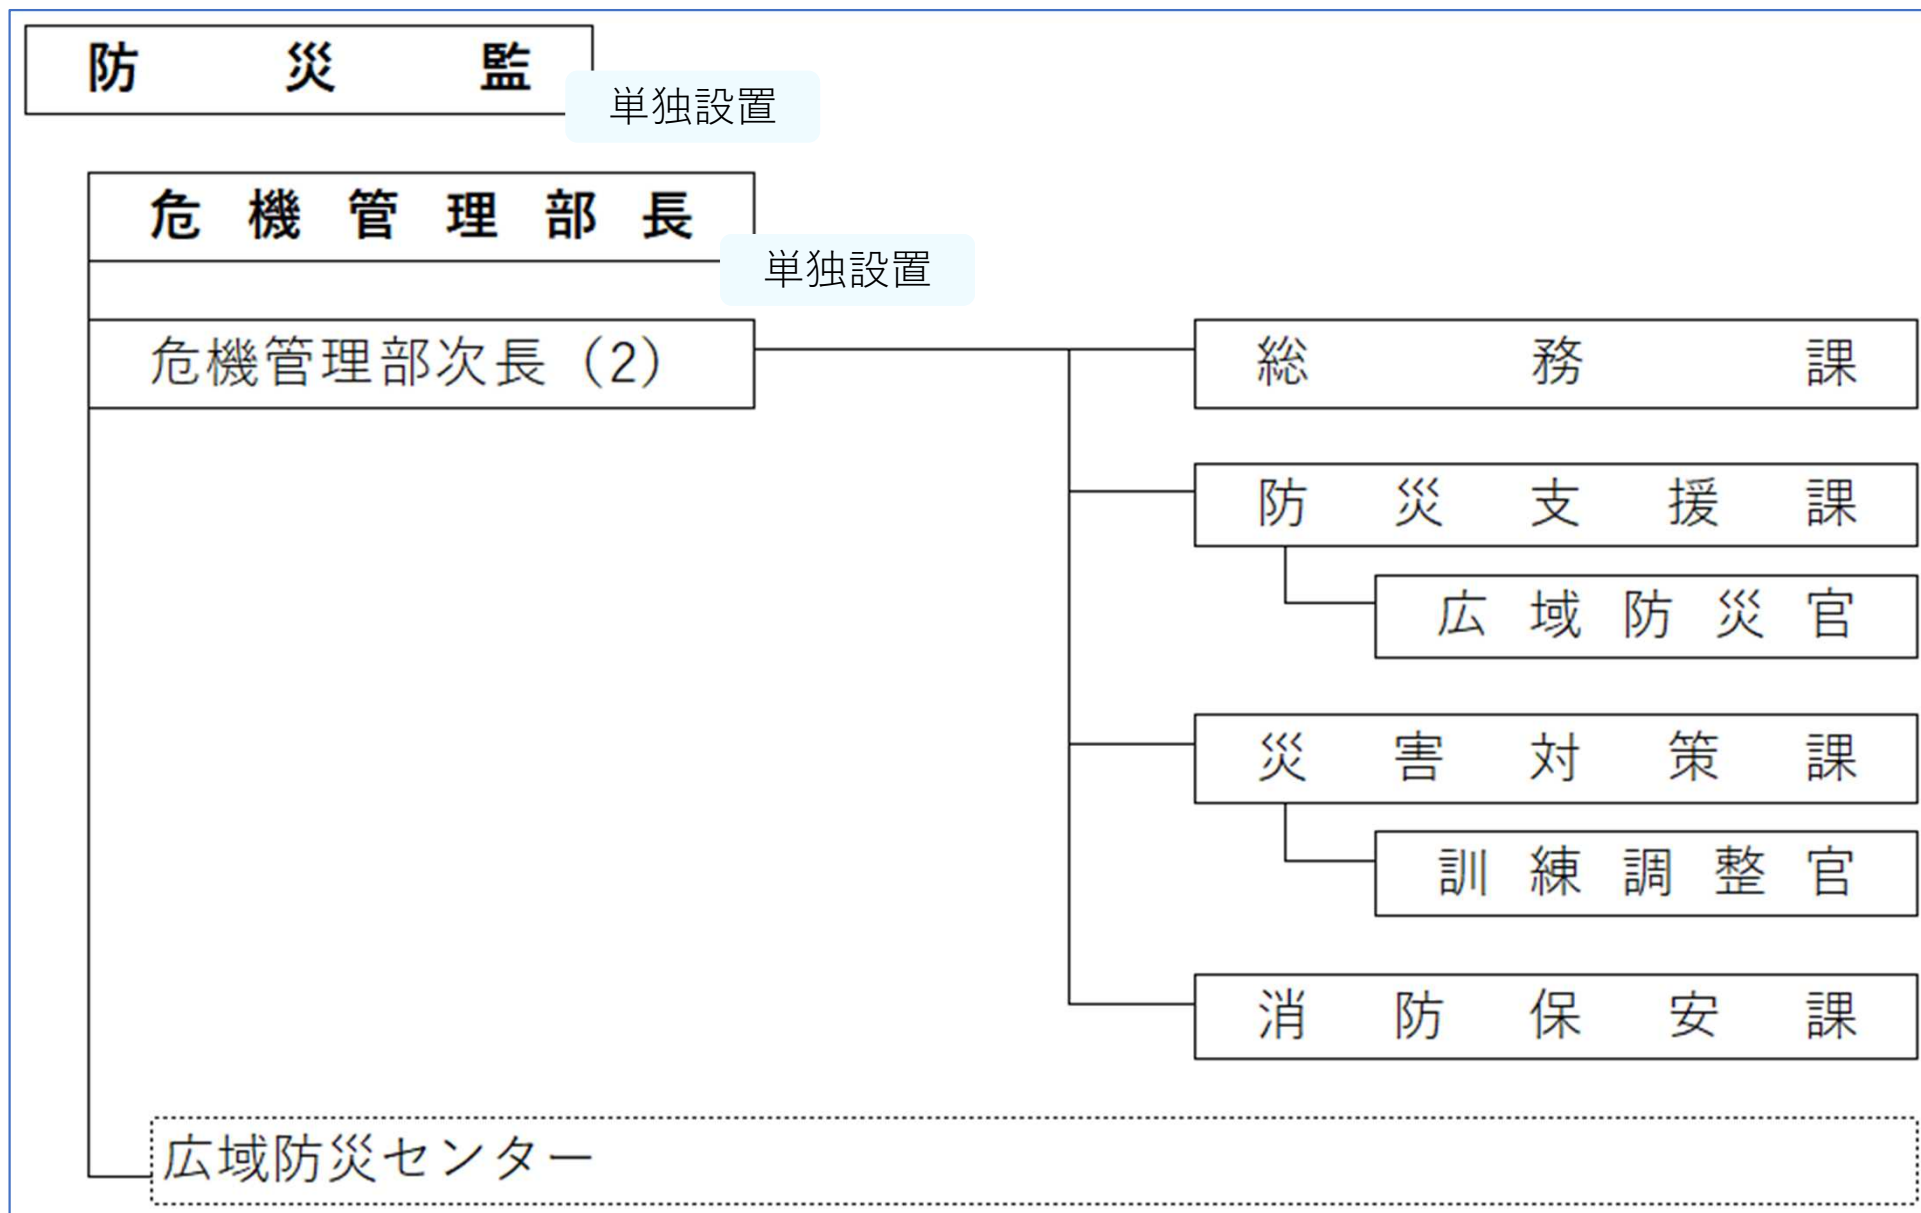 防災監
単独設置
危機管理部長
単独設置
危機管理部次長（2）
総務課
防災支援課
広域防災官
災害対策課
訓練調整官
消防保安課
広域防災センター